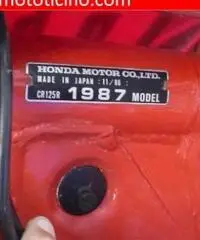 mototicino.com
HONDA MOTOR CO.,LTD.
MADE IN JAPAN :11/86 :
CR125R 1987 MODEL